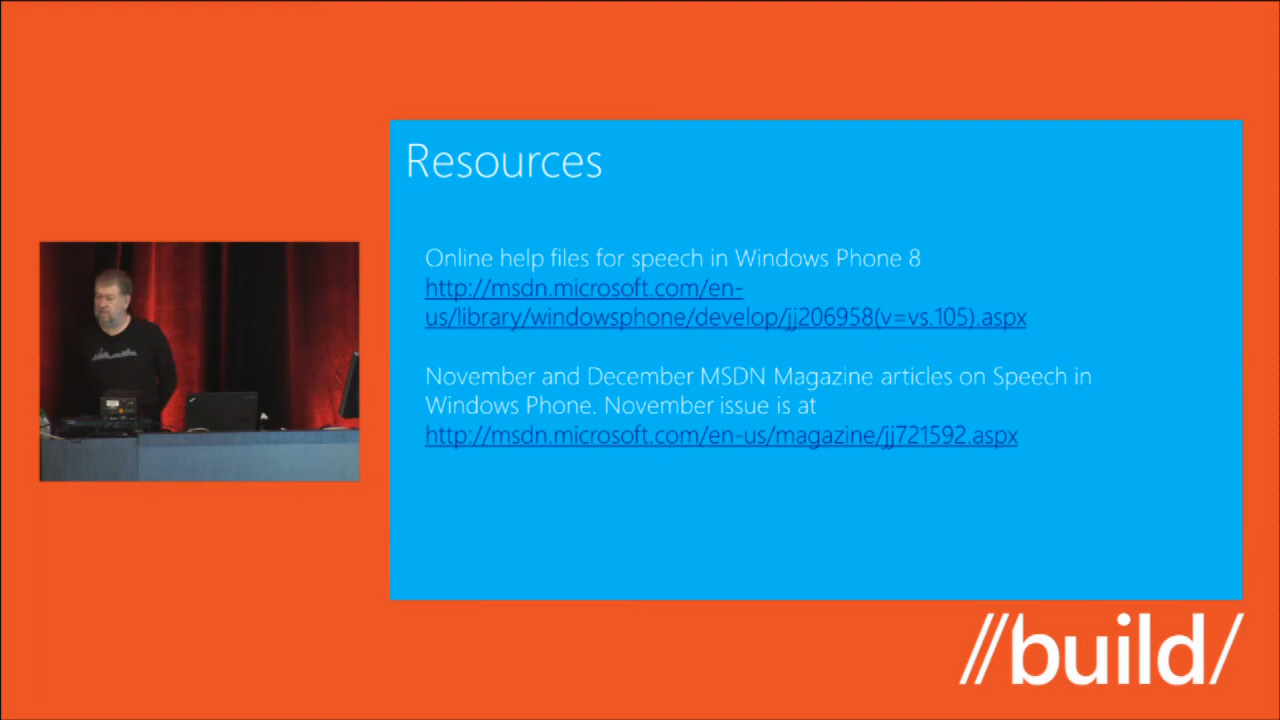 Resources
Online help files for speech in Windows Phone 8
http://msdn.microsoft.com/en-
us/library/windowsphone/develop/jj206958(v=vs.105).aspx
November and December MSDN Magazine articles on Speech in
Windows Phone. November issue is at
http://msdn.microsoft.com/en-us/magazine/jj721592.aspx
//build/